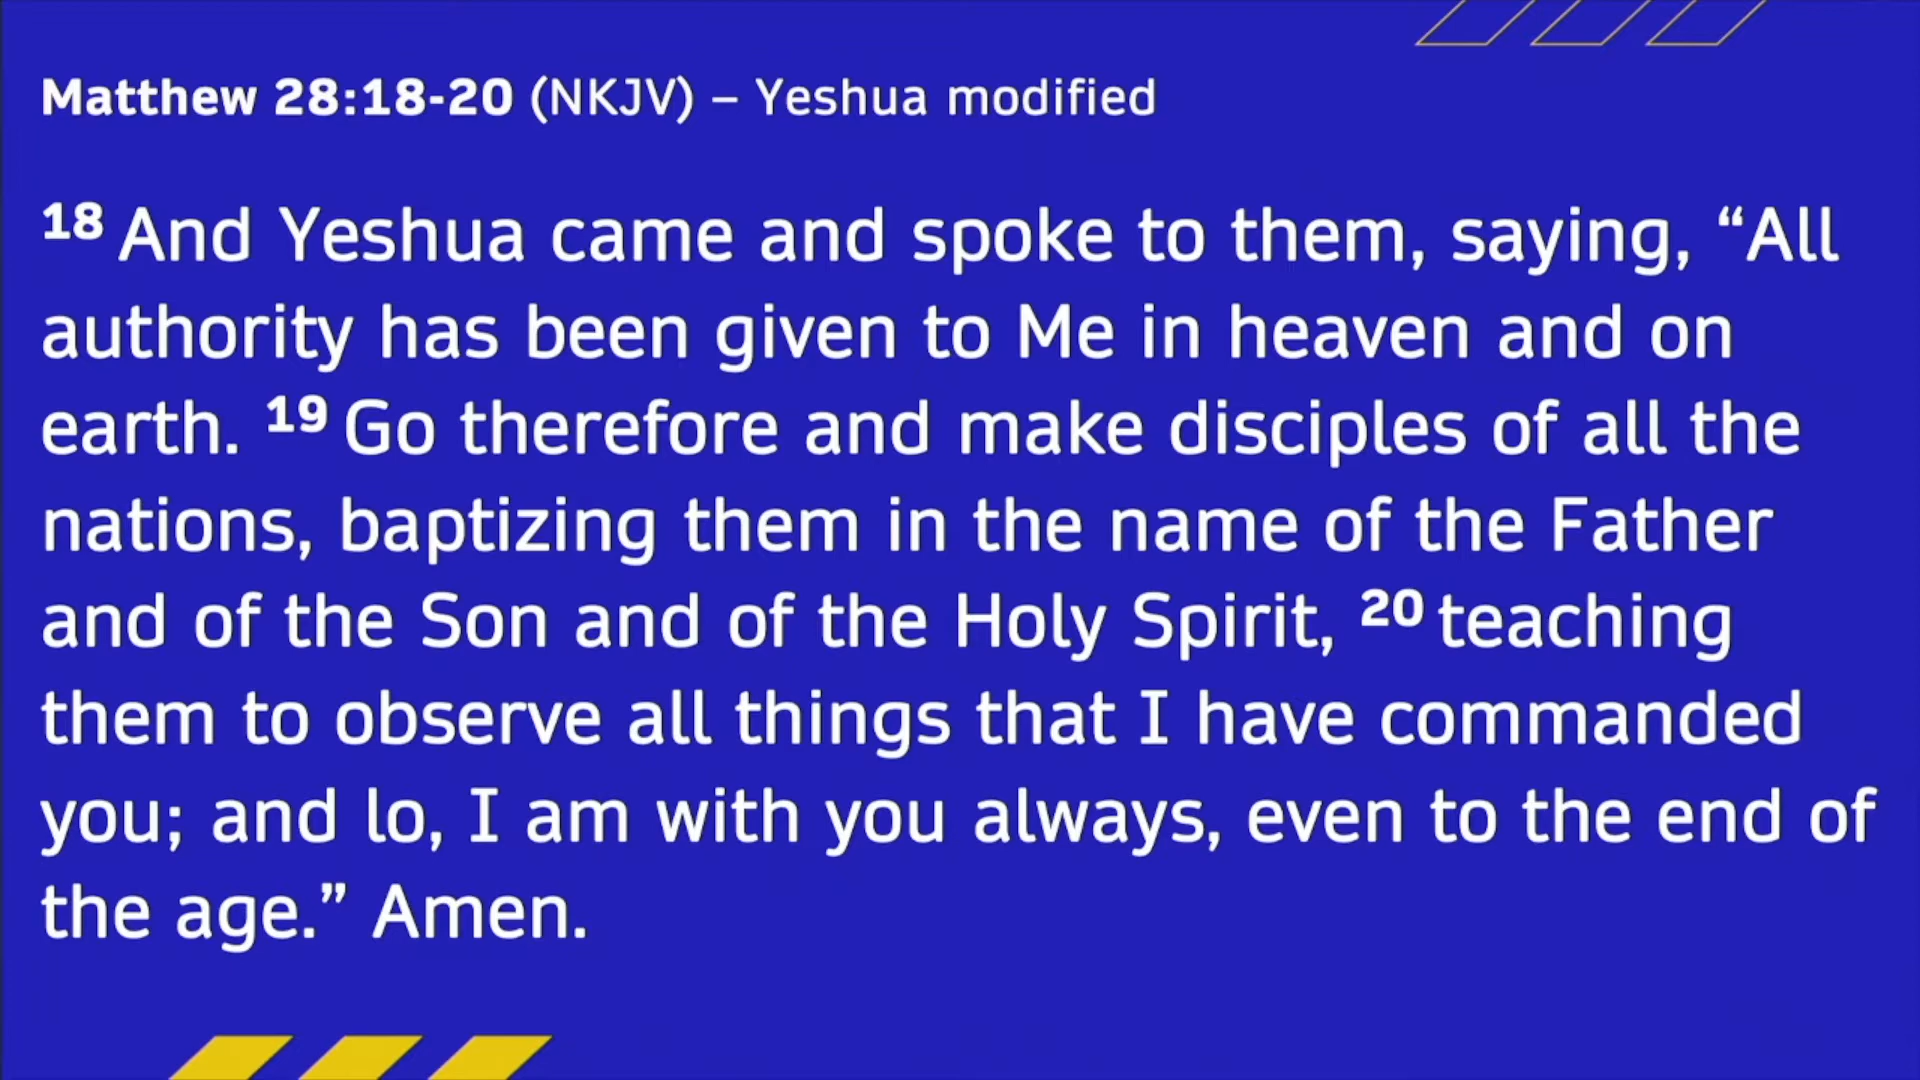 Matthew 28:18-20 (NKJV) – Yeshua modified
18 And Yeshua came and spoke to them, saying, “All
authority has been given to Me in heaven and on
earth. 19 Go therefore and make disciples of all the
nations, baptizing them in the name of the Father
and of the Son and of the Holy Spirit, 20 teaching
them to observe all things that I have commanded
you; and lo, I am with you always, even to the end of
the age.” Amen.